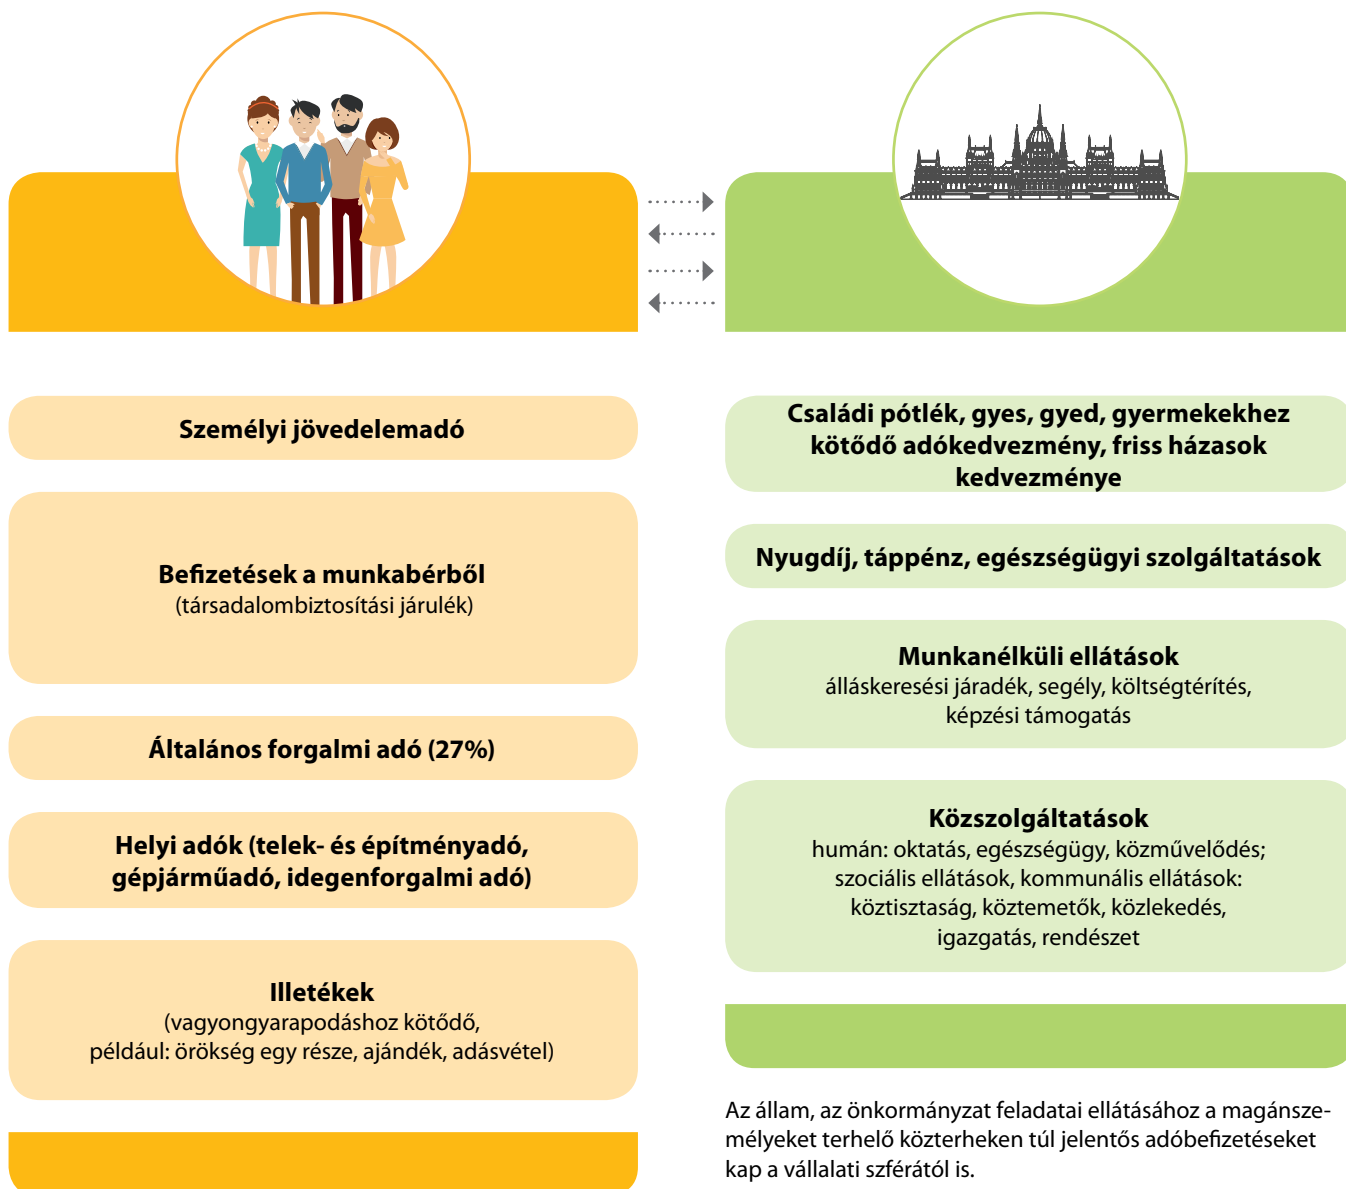 Személyi jövedelemadó
Befizetések a munkabérből
(társadalombiztosítási járulék)
Általános forgalmi adó (27%)
Helyi adók (telek- és építményadó,
gépjárműadó, idegenforgalmi adó)
Illetékek
(vagyongyarapodáshoz kötődő,
például: örökség egy része, ajándék, adásvétel)
Családi pótlék, gyes, gyed, gyermekekhez
kötődő adókedvezmény, friss házasok
kedvezménye
Nyugdíj, táppénz, egészségügyi szolgáltatások
Munkanélküli ellátások
álláskeresési járadék, segély, költségtérítés,
képzési támogatás
Közszolgáltatások
humán: oktatás, egészségügy, közművelődés;
szociális ellátások, kommunális ellátások:
köztisztaság, köztemetők, közlekedés,
igazgatás, rendészet
Az állam, az önkormányzat feladatai ellátásához a magánsze-
mélyeket terhelő közterheken túl jelentős adóbefizetéseket
kap a vállalati szférától is.